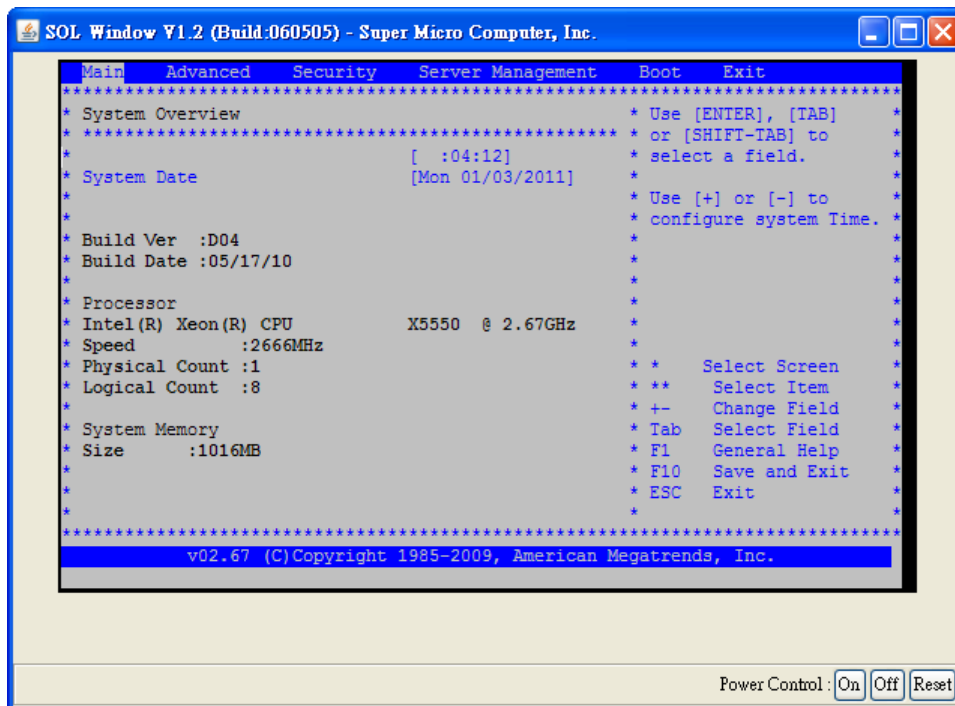 SOL Window V1.2 (Build:060505) - Super Micro Computer, Inc.
Main Advanced Security Server Management Boot Exit
********************************************************************************
* System Overview * Use [ENTER], [TAB] *
* *************************************************** * or [SHIFT-TAB] to *
* [ :04:12] * select a field. *
* System Date [Mon 01/03/2011] * *
* * Use [+] or [-] to *
* * configure system Time. *
* Build Ver :D04 * *
* Build Date :05/17/10 * *
* * *
* Processor * *
* Intel(R) Xeon(R) CPU X5550 @ 2.67GHz * *
* Speed :2666MHz * *
* Physical Count :1 * * Select Screen *
* Logical Count :8 * ** Select Item *
* * +- Change Field *
* System Memory * Tab Select Field *
* Size :1016MB * F1 General Help *
* * F10 Save and Exit *
* * ESC Exit *
* * *
********************************************************************************
v02.67 (C)Copyright 1985-2009, American Megatrends, Inc.
Power Control : On Off Reset